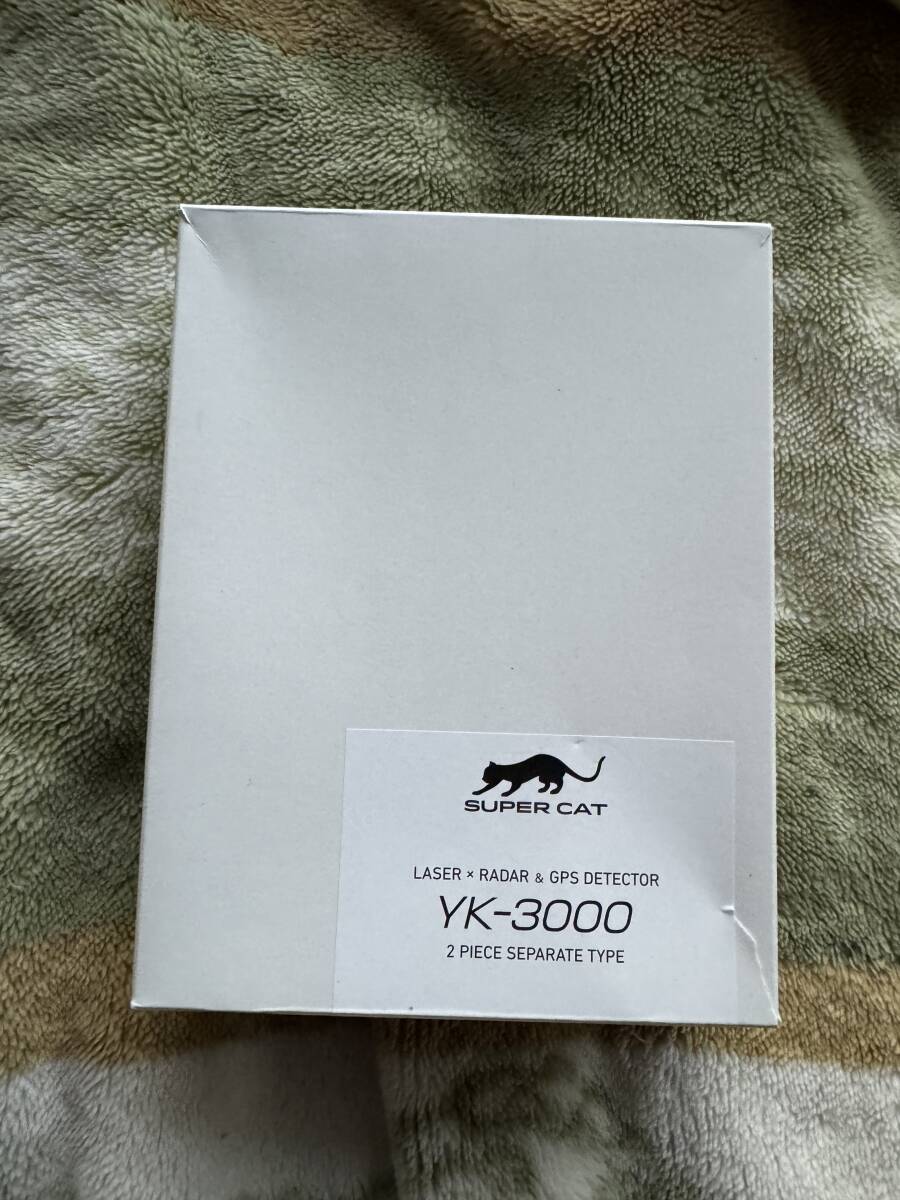 SUPER CAT
LASER × RADAR & GPS DETECTOR
YK-3000
2 PIECE SEPARATE TYPE